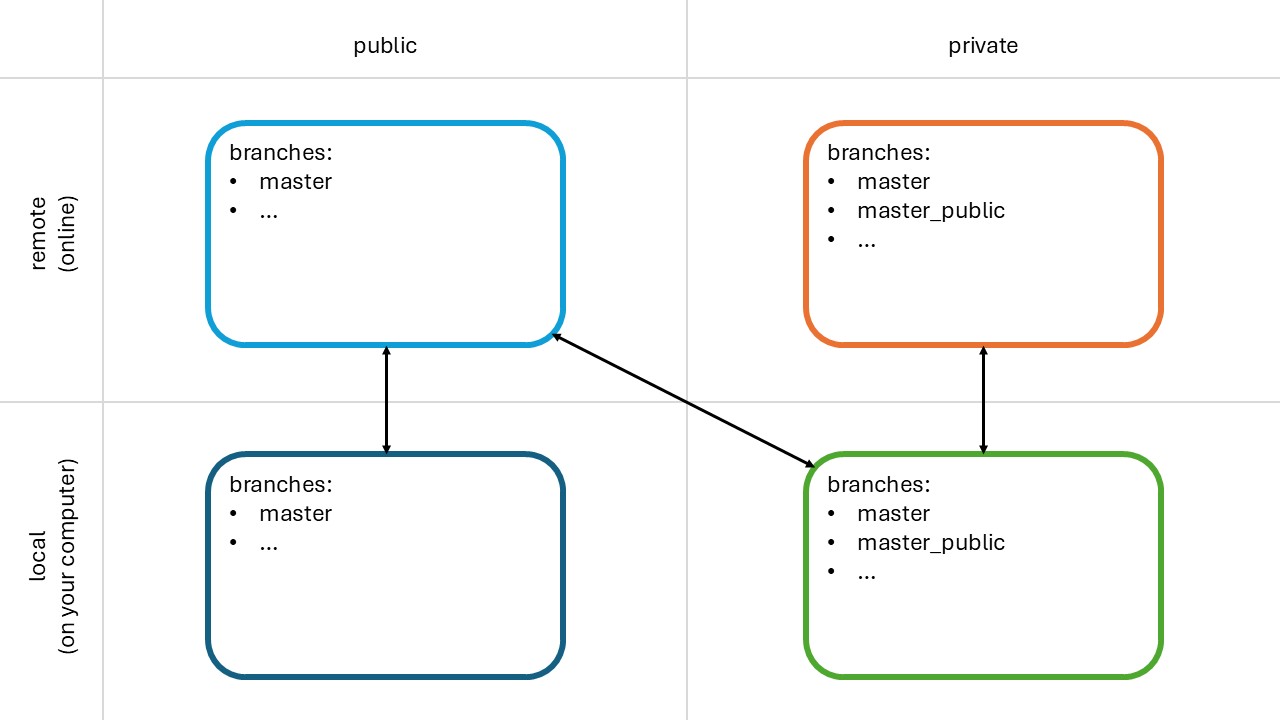 public
private
remote
(online)
branches:
• master
• ...
branches:
• master
• master_public
• ...
local
(on your computer)
branches:
• master
• ...
branches:
• master
• master_public
• ...